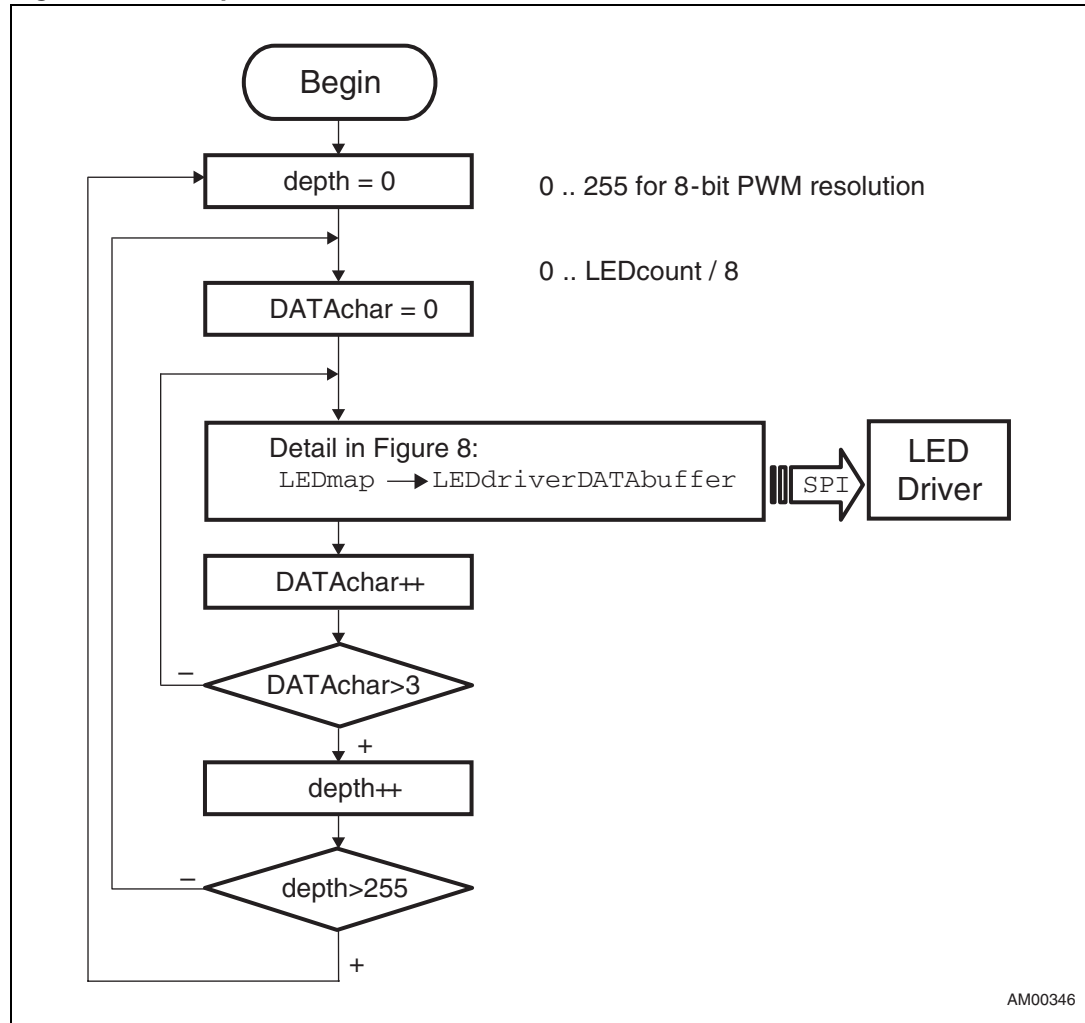 Begin
depth = 0
0 .. 255 for 8-bit PWM resolution
0 .. LEDcount / 8
DATAchar = 0
Detail in Figure 8:
LEDmap → LEDdriverDATAbuffer
SPI
LED
Driver
DATAchar++
–
DATAchar>3
+
depth++
–
depth>255
+
AM00346